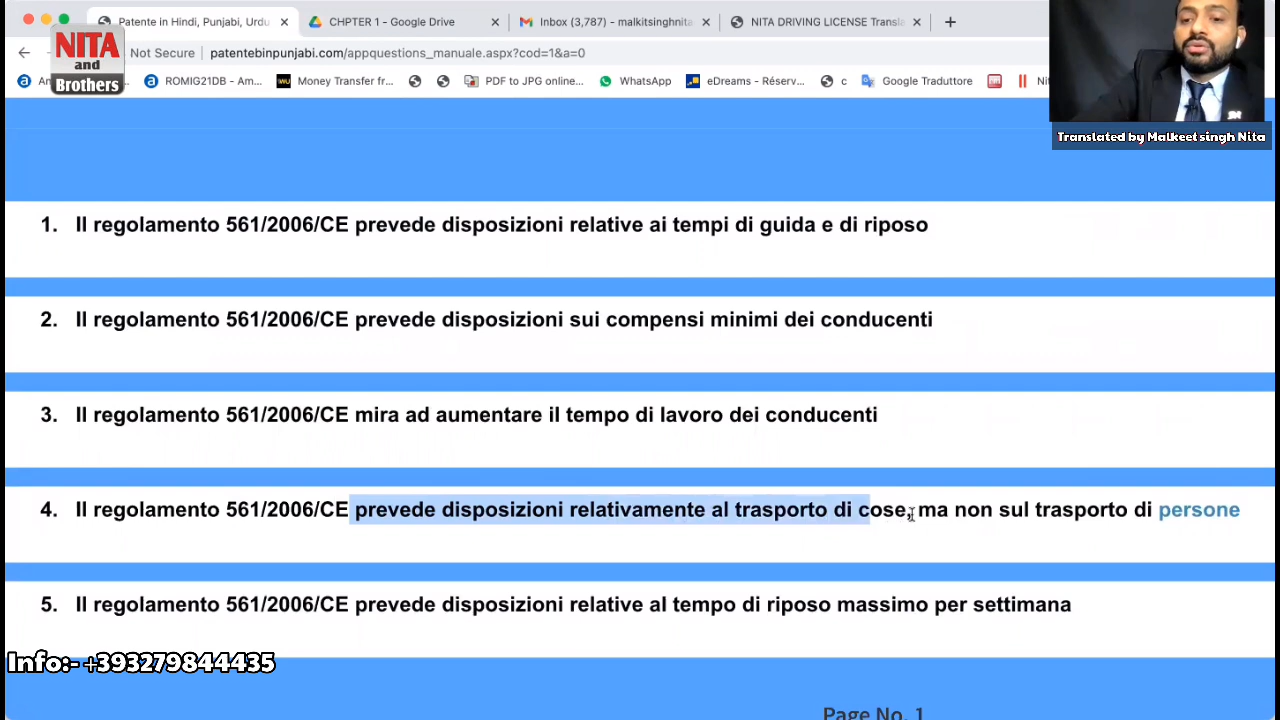 Patente in Hindi, Punjabi, Urdu
CHPTER 1 - Google Drive
Inbox (3,787) - malkitsinghnita
NITA DRIVING LICENSE Transla
NITA
and
Brothers
Not Secure
patentebinpunjabi.com/appquestions_manuale.aspx?cod=1&a=0
ROMIG21DB - Am...
Money Transfer fr...
PDF to JPG online...
WhatsApp
eDreams - Réserv...
c
Google Traduttore
Translated by Malkeet singh Nita
1. Il regolamento 561/2006/CE prevede disposizioni relative ai tempi di guida e di riposo
2. Il regolamento 561/2006/CE prevede disposizioni sui compensi minimi dei conducenti
3. Il regolamento 561/2006/CE mira ad aumentare il tempo di lavoro dei conducenti
4. Il regolamento 561/2006/CE prevede disposizioni relativamente al trasporto di cose, ma non sul trasporto di persone
5. Il regolamento 561/2006/CE prevede disposizioni relative al tempo di riposo massimo per settimana
Info:- +393279844435
Page No. 1